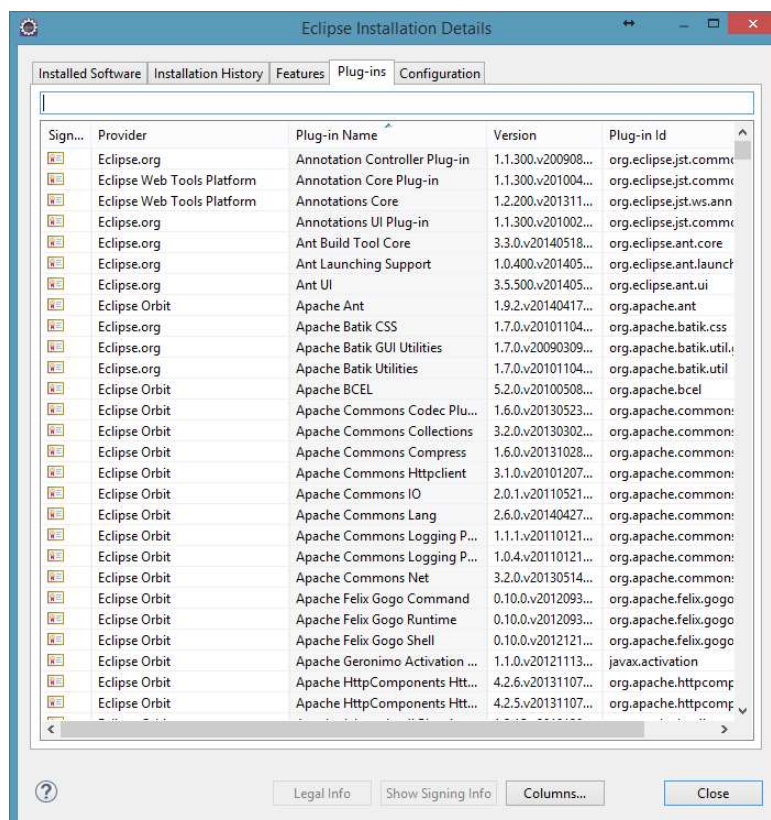 Eclipse Installation Details
Installed Software Installation History Features Plug-ins Configuration
Sign... Provider Plug-in Name Version Plug-in Id
Eclipse.org Annotation Controller Plug-in 1.1.300.v200908... org.eclipse.jst.commo
Eclipse Web Tools Platform Annotation Core Plug-in 1.1.300.v201004... org.eclipse.jst.commo
Eclipse Web Tools Platform Annotations Core 1.2.200.v201311... org.eclipse.jst.ws.ann
Eclipse.org Annotations UI Plug-in 1.1.300.v201002... org.eclipse.jst.commo
Eclipse.org Ant Build Tool Core 3.3.0.v20140518... org.eclipse.ant.core
Eclipse.org Ant Launching Support 1.0.400.v201405... org.eclipse.ant.launch
Eclipse.org Ant UI 3.5.500.v201405... org.eclipse.ant.ui
Eclipse Orbit Apache Ant 1.9.2.v20140417... org.apache.ant
Eclipse.org Apache Batik CSS 1.7.0.v20101104... org.apache.batik.css
Eclipse.org Apache Batik GUI Utilities 1.7.0.v20090309... org.apache.batik.util.g
Eclipse.org Apache Batik Utilities 1.7.0.v20101104... org.apache.batik.util
Eclipse Orbit Apache BCEL 5.2.0.v20100508... org.apache.bcel
Eclipse Orbit Apache Commons Codec Plu... 1.6.0.v20130523... org.apache.commons
Eclipse Orbit Apache Commons Collections 3.2.0.v20130302... org.apache.commons
Eclipse Orbit Apache Commons Compress 1.6.0.v20131028... org.apache.commons
Eclipse Orbit Apache Commons Httpclient 3.1.0.v20101207... org.apache.commons
Eclipse Orbit Apache Commons IO 2.0.1.v20110521... org.apache.commons
Eclipse Orbit Apache Commons Lang 2.6.0.v20140427... org.apache.commons
Eclipse Orbit Apache Commons Logging P... 1.1.1.v20110121... org.apache.commons
Eclipse Orbit Apache Commons Logging P... 1.0.4.v20110121... org.apache.commons
Eclipse Orbit Apache Commons Net 3.2.0.v20130514... org.apache.commons
Eclipse Orbit Apache Felix Gogo Command 0.10.0.v2012093... org.apache.felix.gogo
Eclipse Orbit Apache Felix Gogo Runtime 0.10.0.v2012093... org.apache.felix.gogo
Eclipse Orbit Apache Felix Gogo Shell 0.10.0.v2012121... org.apache.felix.gogo
Eclipse Orbit Apache Geronimo Activation ... 1.1.0.v20121113... javax.activation
Eclipse Orbit Apache HttpComponents Htt... 4.2.6.v20131107... org.apache.httpcomp
Eclipse Orbit Apache HttpComponents Htt... 4.2.5.v20131107... org.apache.httpcomp
Legal Info Show Signing Info Columns... Close